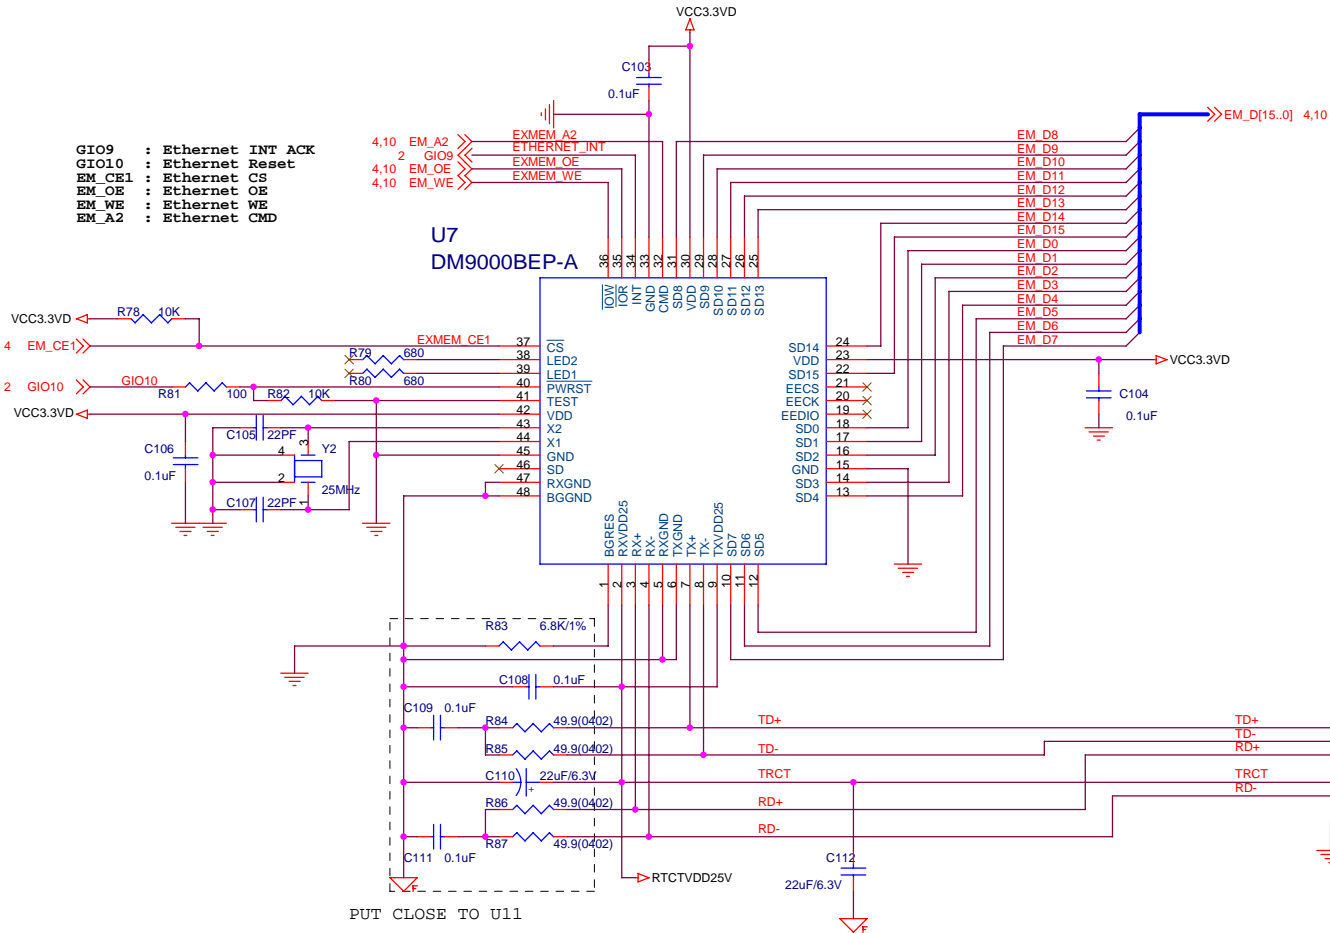 VCC3.3VD
C103
0.1uF
EM_D[15..0] 4,10
GIO9 : Ethernet INT ACK
GIO10 : Ethernet Reset
EM_CE1 : Ethernet CS
EM_OE : Ethernet OE
EM_WE : Ethernet WE
EM_A2 : Ethernet CMD
4,10 EM_A2 EXMEM_A2
2 GIO9 ETHERNET_INT
4,10 EM_OE EXMEM_OE
4,10 EM_WE EXMEM_WE
EM_D8
EM_D9
EM_D10
EM_D11
EM_D12
EM_D13
EM_D14
EM_D15
EM_D0
EM_D1
EM_D2
EM_D3
EM_D4
EM_D5
EM_D6
EM_D7
U7
DM9000BEP-A
36 35 34 33 32 31 30 29 28 27 26 25
IOW IOR INT GND CMD SD8 VDD SD9 SD10 SD11 SD12 SD13
R78 10K
VCC3.3VD
4 EM_CE1 EXMEM_CE1
R79 680
R80 680
2 GIO10 GIO10
R81 100
R82 10K
VCC3.3VD
C105 22PF
C106
0.1uF
4 3 Y2
2 1 25MHz
C107 22PF
37 CS
38 LED2
39 LED1
40 PWRST
41 TEST
42 VDD
43 X2
44 X1
45 GND
46 SD
47 RXGND
48 BGGND
SD14 24
VDD 23
SD15 22
EECS 21
EECK 20
EEDIO 19
SD0 18
SD1 17
SD2 16
GND 15
SD3 14
SD4 13
VCC3.3VD
C104
0.1uF
BGRES RXVDD25 RX+ RX- RXGND TXGND TX+ TX- TXVDD25 SD7 SD6 SD5
1 2 3 4 5 6 7 8 9 10 11 12
R83 6.8K/1%
C108 0.1uF
C109 0.1uF
R84 49.9(0402)
R85 49.9(0402)
C110 22uF/6.3V
+
R86 49.9(0402)
R87 49.9(0402)
C111 0.1uF
TD+ TD+
TD- TD-
RD+
TRCT TRCT
RD+
RD-
RD-
C112
22uF/6.3V
RTCTVDD25V
F
F
PUT CLOSE TO U11